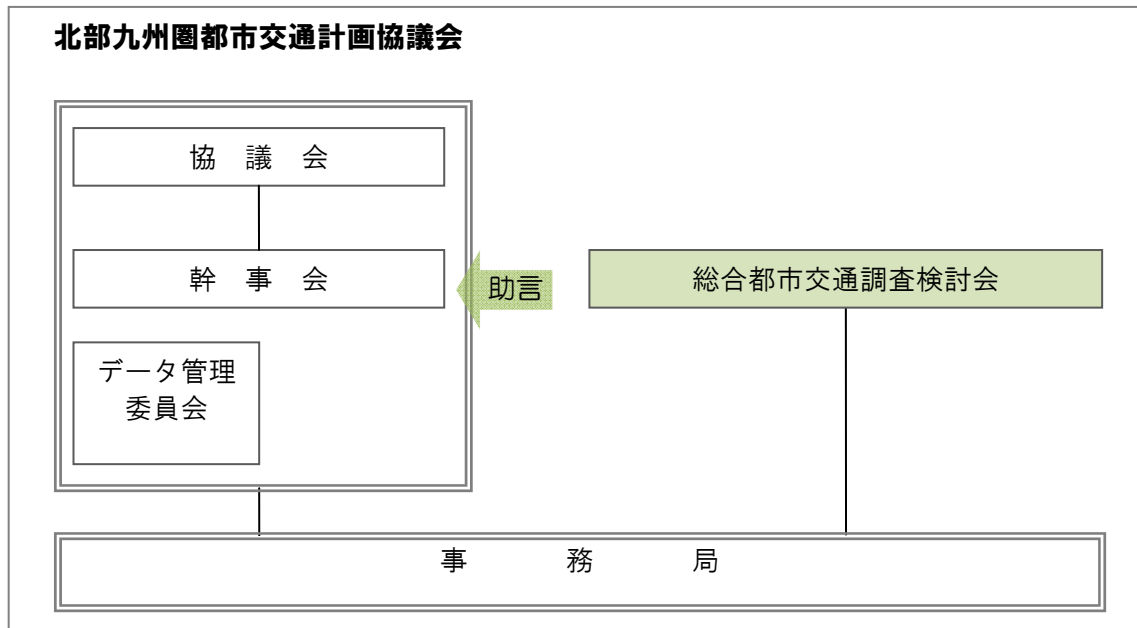 北部九州圏都市交通計画協議会
協　議　会
幹　事　会
助言
総合都市交通調査検討会
データ管理
委員会
事　務　局